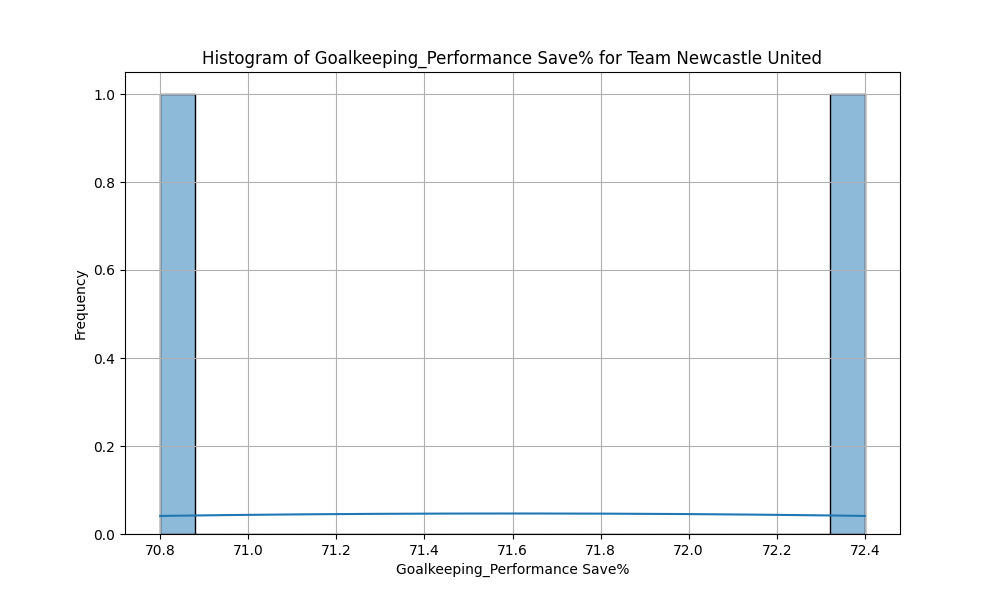 Histogram of Goalkeeping_Performance Save% for Team Newcastle United
1.0
0.8
0.6
0.4
0.2
0.0
Frequency
70.8 71.0 71.2 71.4 71.6 71.8 72.0 72.2 72.4
Goalkeeping_Performance Save%